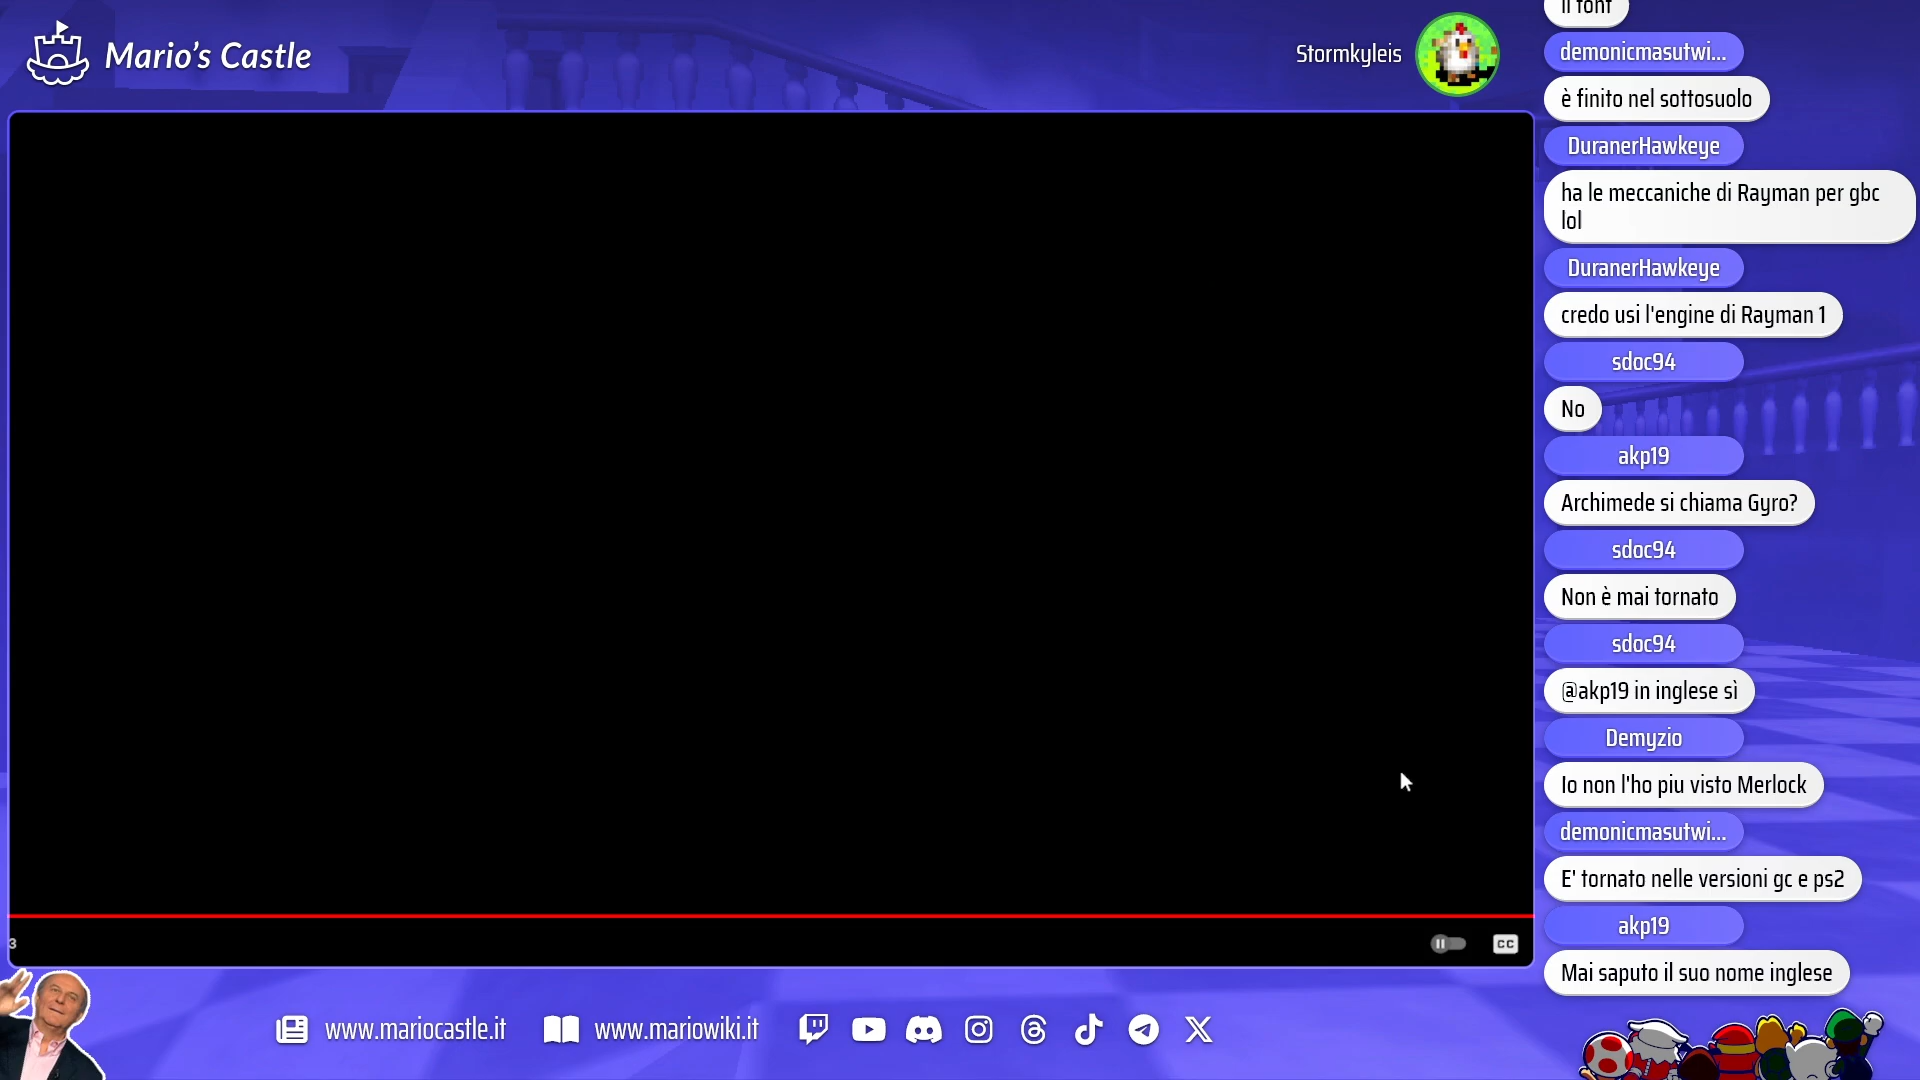 Mario's Castle
Stormkyleis
il font
demonicmasutwi...
è finito nel sottosuolo
DuranerHawkeye
ha le meccaniche di Rayman per gbc
lol
DuranerHawkeye
credo usi l'engine di Rayman 1
sdoc94
No
akp19
Archimede si chiama Gyro?
sdoc94
Non è mai tornato
sdoc94
@akp19 in inglese sì
Demyzio
Io non l'ho piu visto Merlock
demonicmasutwi...
E' tornato nelle versioni gc e ps2
akp19
Mai saputo il suo nome inglese
3
CC
www.mariocastle.it
www.mariowiki.it